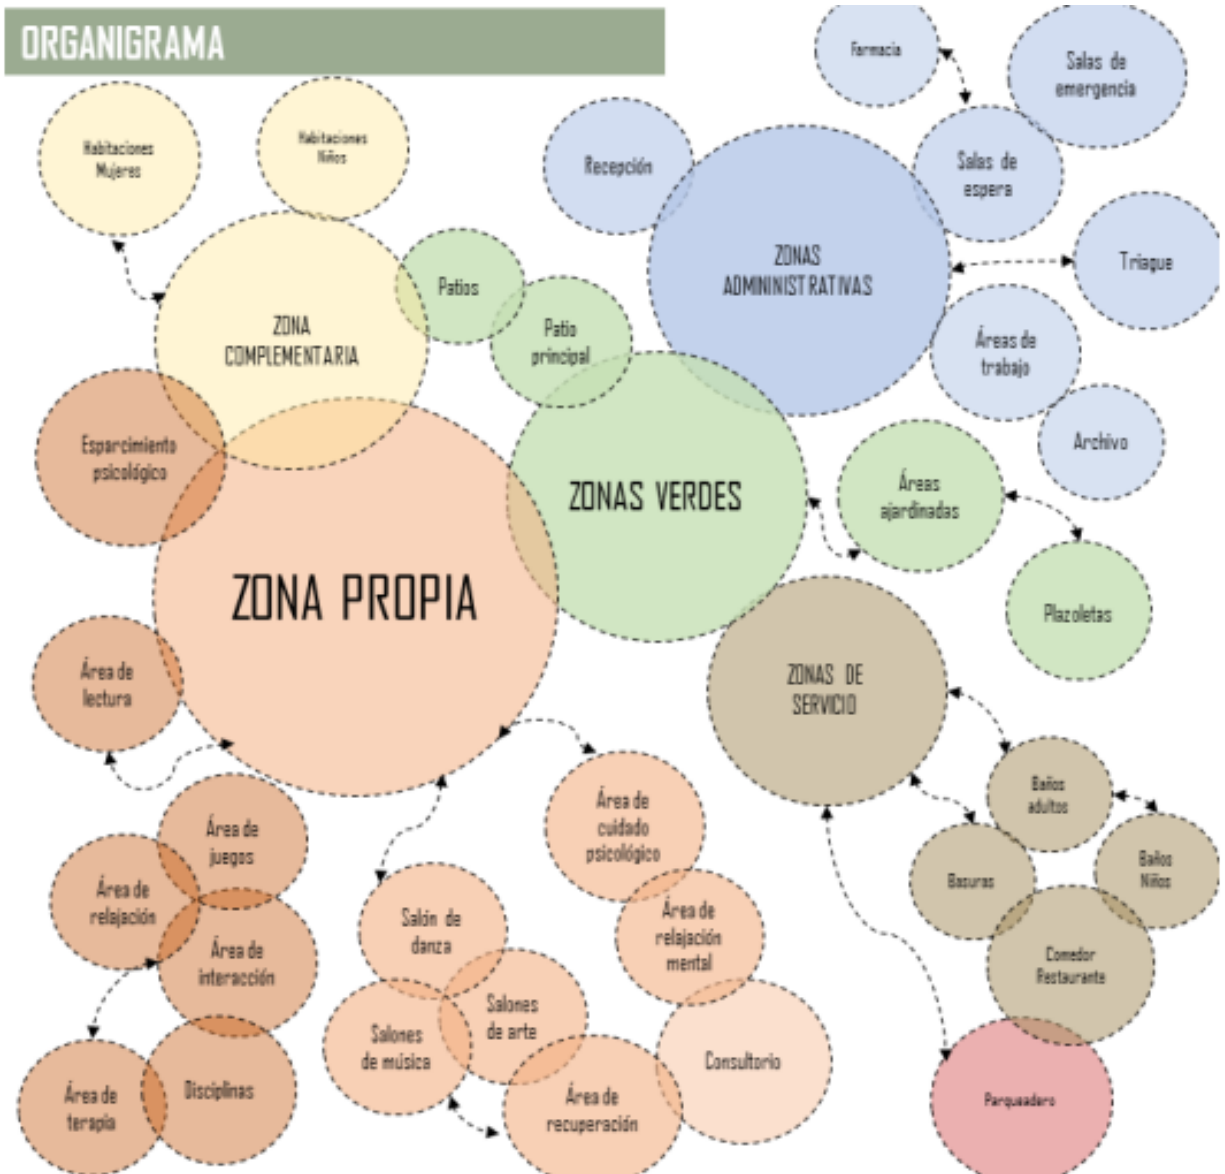 ORGANIGRAMA
Farmacia
Salas de
emergencia
Habitaciones
Mujeres
Habitaciones
Niños
Recepción
Salas de
espera
ZONAS
ADMININISTRATIVAS
Triague
Patios
Patio
principal
ZONA
COMPLEMENTARIA
Áreas de
trabajo
Archivo
Esparcimiento
psicológico
ZONAS VERDES
Áreas
ajardinadas
ZONA PROPIA
Plazoletas
Área de
lectura
ZONAS DE
SERVICIO
Área de
juegos
Área de
cuidado
psicológico
Baños
adultos
Área de
relajación
Basuras
Baños
Niños
Salón de
danza
Área de
relajación
mental
Área de
interacción
Comedor
Restaurante
Salones
de arte
Salones
de música
Consultorio
Área de
terapia
Disciplinas
Área de
recuperación
Parqueadero